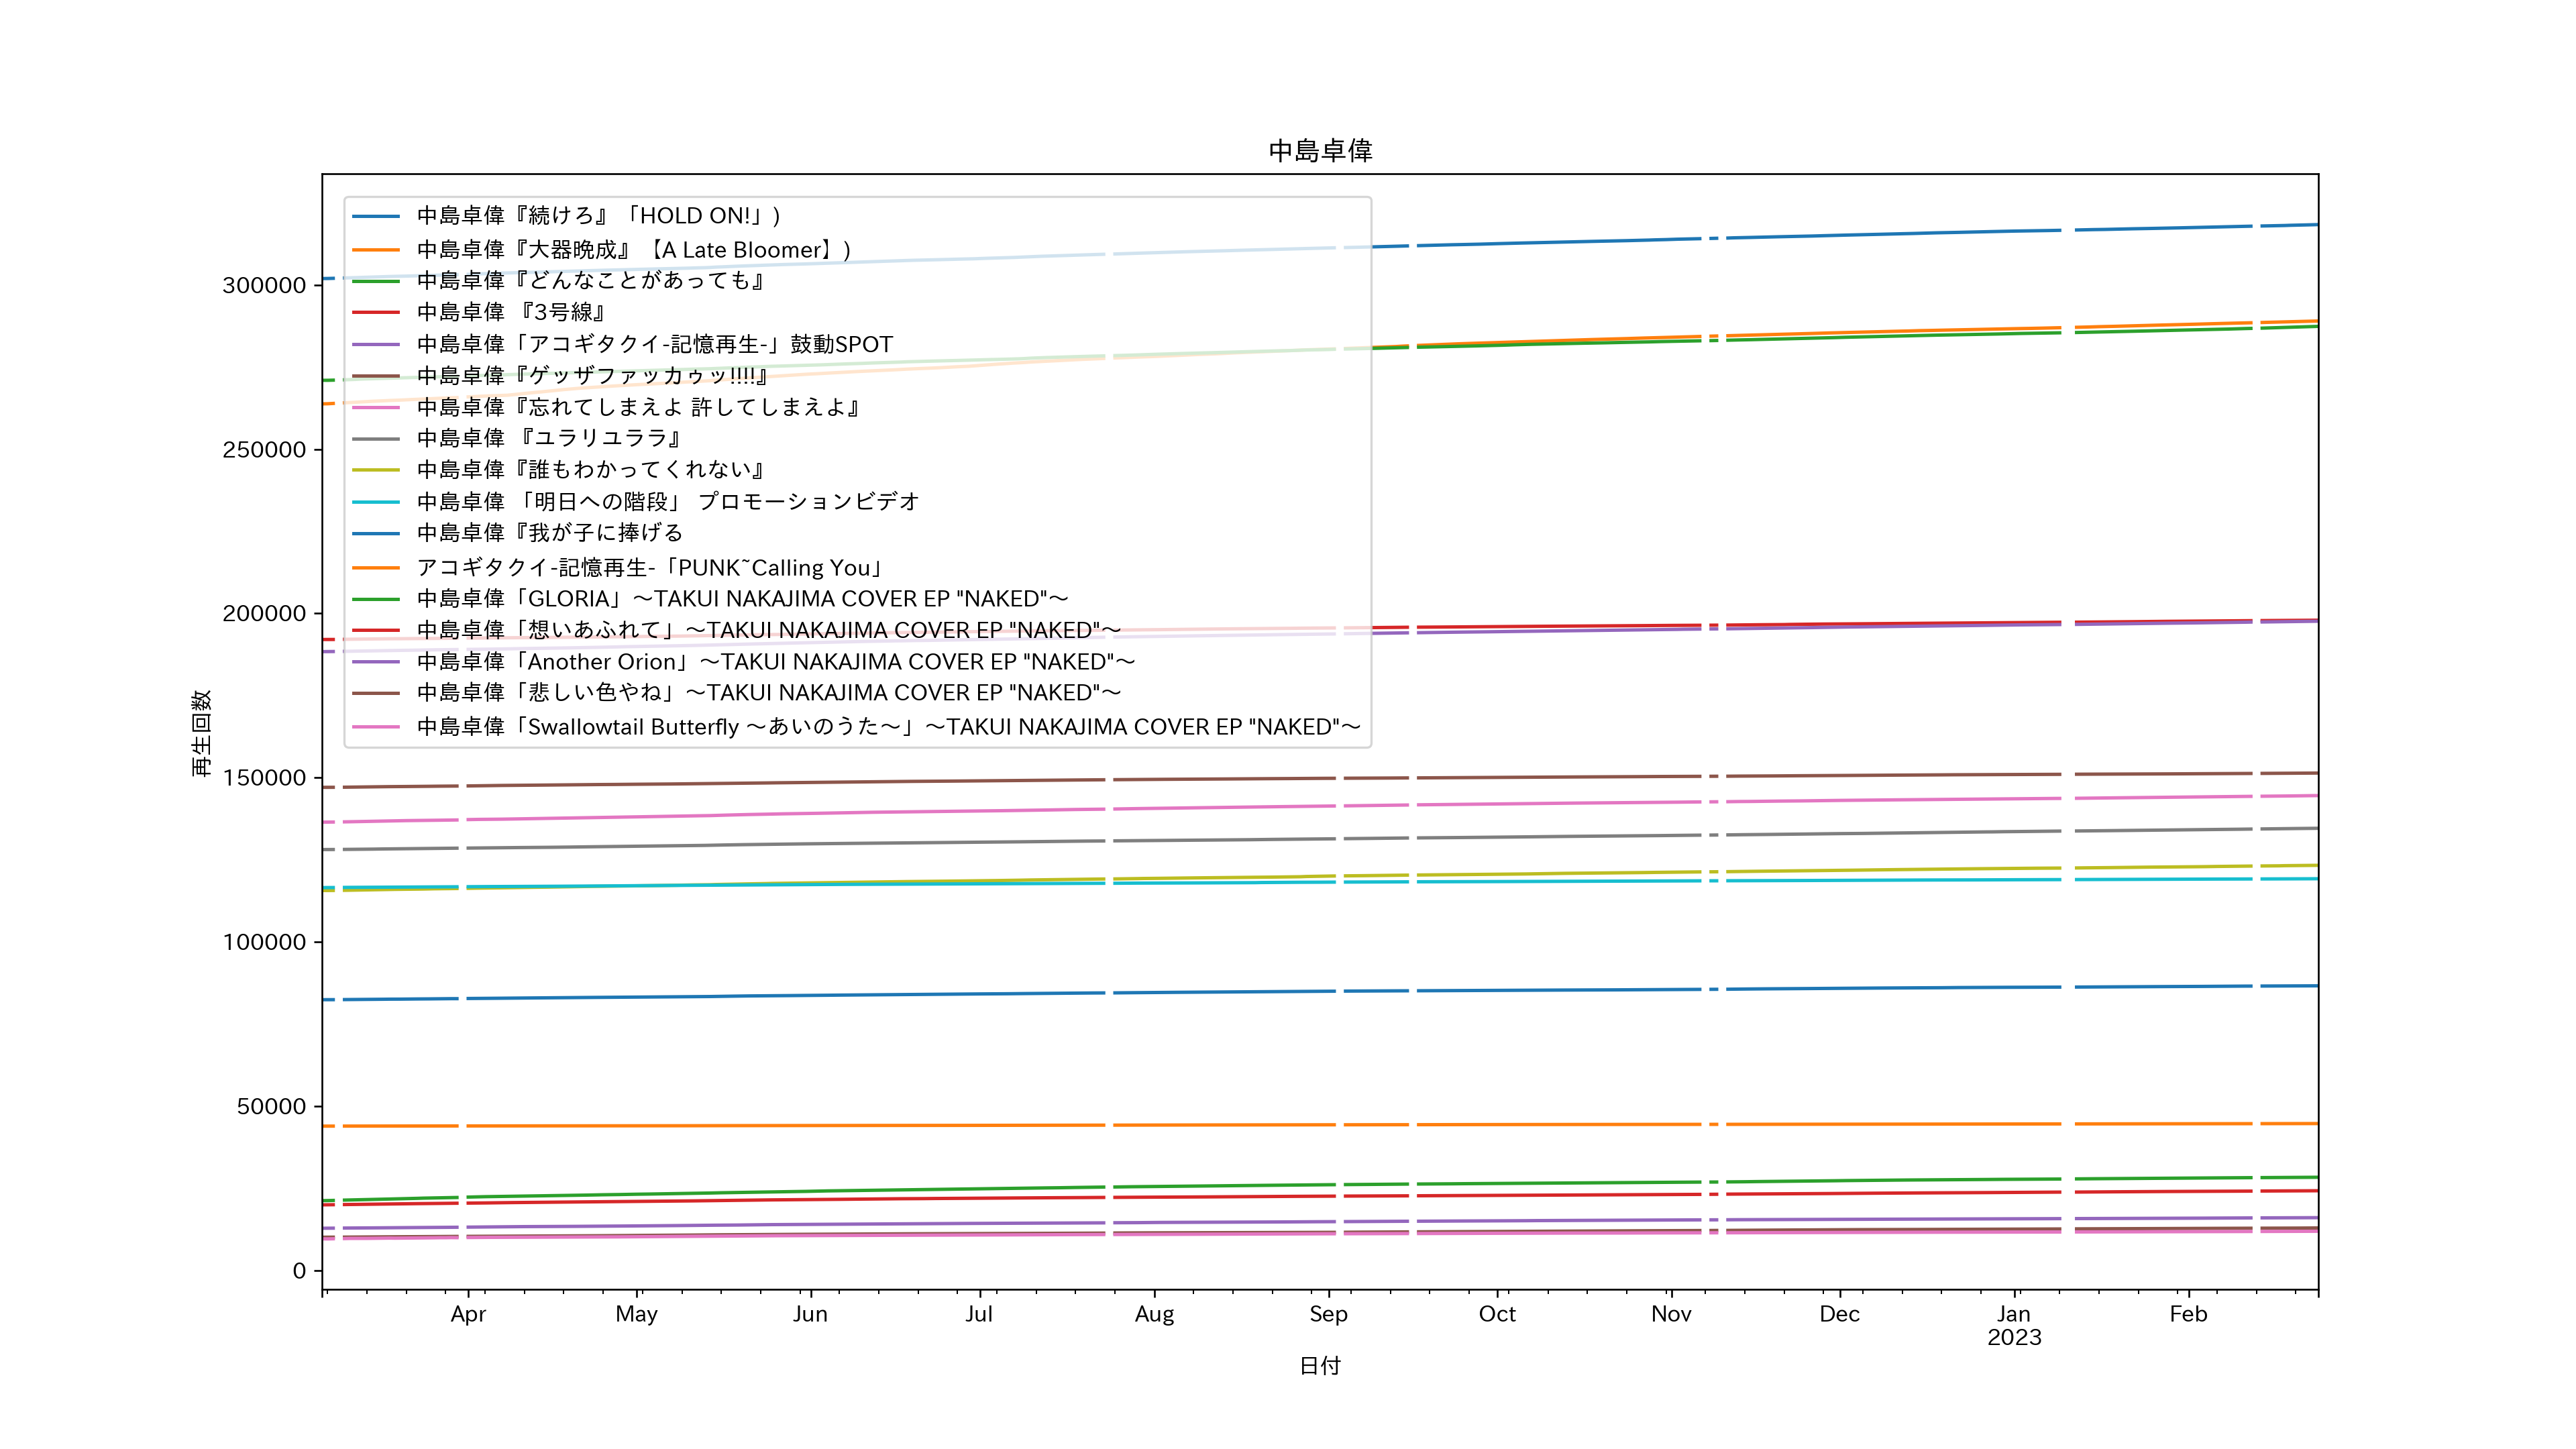 中島卓偉
中島卓偉『続けろ』「HOLD ON!」)
中島卓偉『大器晩成』【A Late Bloomer】)
中島卓偉『どんなことがあっても』
中島卓偉 『3号線』
中島卓偉「アコギタクイ-記憶再生-」鼓動SPOT
中島卓偉『ゲッザファッカゥッ!!!!』
中島卓偉『忘れてしまえよ 許してしまえよ』
中島卓偉 『ユラリユララ』
中島卓偉『誰もわかってくれない』
中島卓偉 「明日への階段」 プロモーションビデオ
中島卓偉『我が子に捧げる
アコギタクイ-記憶再生-「PUNK~Calling You」
中島卓偉「GLORIA」～TAKUI NAKAJIMA COVER EP "NAKED"～
中島卓偉「想いあふれて」～TAKUI NAKAJIMA COVER EP "NAKED"～
中島卓偉「Another Orion」～TAKUI NAKAJIMA COVER EP "NAKED"～
中島卓偉「悲しい色やね」～TAKUI NAKAJIMA COVER EP "NAKED"～
中島卓偉「Swallowtail Butterfly ～あいのうた～」～TAKUI NAKAJIMA COVER EP "NAKED"～
再生回数
300000
250000
200000
150000
100000
50000
0
Apr May Jun Jul Aug Sep Oct Nov Dec Jan Feb
2023
日付